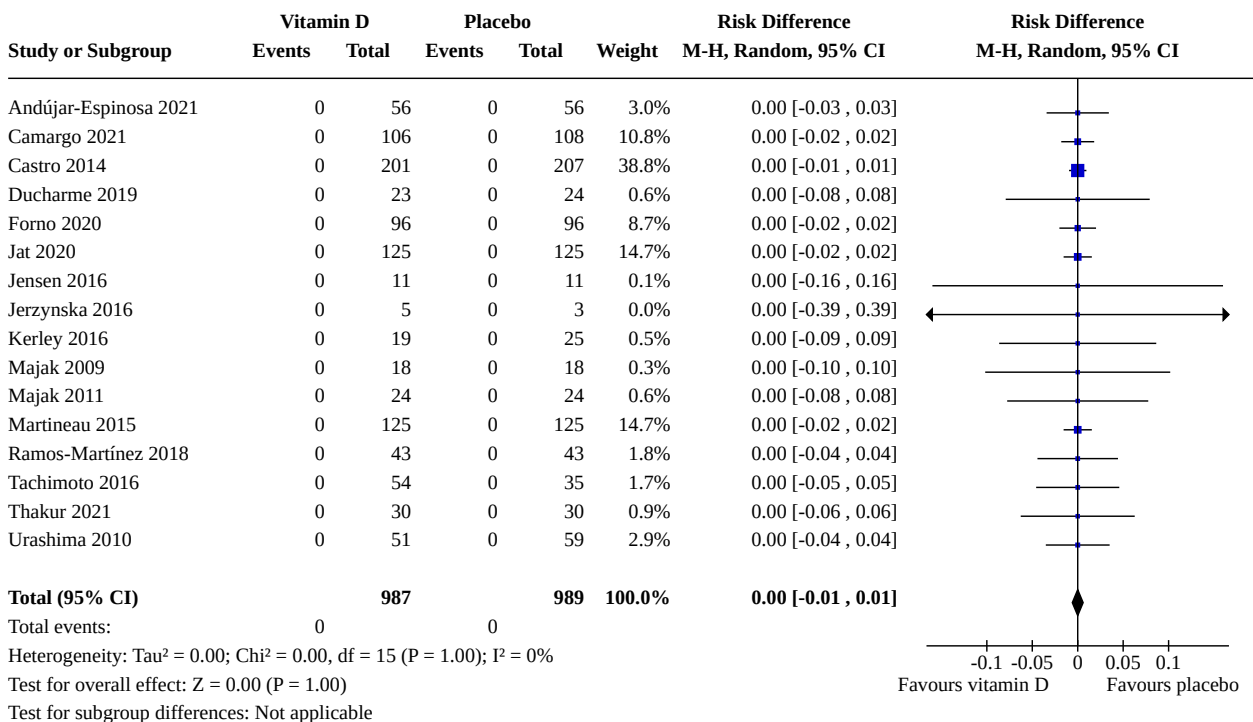 Vitamin D Placebo Risk Difference Risk Difference
Study or Subgroup Events Total Events Total Weight M-H, Random, 95% CI M-H, Random, 95% CI
Andújar-Espinosa 2021 0 56 0 56 3.0% 0.00 [-0.03 , 0.03]
Camargo 2021 0 106 0 108 10.8% 0.00 [-0.02 , 0.02]
Castro 2014 0 201 0 207 38.8% 0.00 [-0.01 , 0.01]
Ducharme 2019 0 23 0 24 0.6% 0.00 [-0.08 , 0.08]
Forno 2020 0 96 0 96 8.7% 0.00 [-0.02 , 0.02]
Jat 2020 0 125 0 125 14.7% 0.00 [-0.02 , 0.02]
Jensen 2016 0 11 0 11 0.1% 0.00 [-0.16 , 0.16]
Jerzynska 2016 0 5 0 3 0.0% 0.00 [-0.39 , 0.39]
Kerley 2016 0 19 0 25 0.5% 0.00 [-0.09 , 0.09]
Majak 2009 0 18 0 18 0.3% 0.00 [-0.10 , 0.10]
Majak 2011 0 24 0 24 0.6% 0.00 [-0.08 , 0.08]
Martineau 2015 0 125 0 125 14.7% 0.00 [-0.02 , 0.02]
Ramos-Martínez 2018 0 43 0 43 1.8% 0.00 [-0.04 , 0.04]
Tachimoto 2016 0 54 0 35 1.7% 0.00 [-0.05 , 0.05]
Thakur 2021 0 30 0 30 0.9% 0.00 [-0.06 , 0.06]
Urashima 2010 0 51 0 59 2.9% 0.00 [-0.04 , 0.04]
Total (95% CI) 987 989 100.0% 0.00 [-0.01 , 0.01]
Total events: 0 0
Heterogeneity: Tau² = 0.00; Chi² = 0.00, df = 15 (P = 1.00); I² = 0%
-0.1 -0.05 0 0.05 0.1
Test for overall effect: Z = 0.00 (P = 1.00) Favours vitamin D Favours placebo
Test for subgroup differences: Not applicable